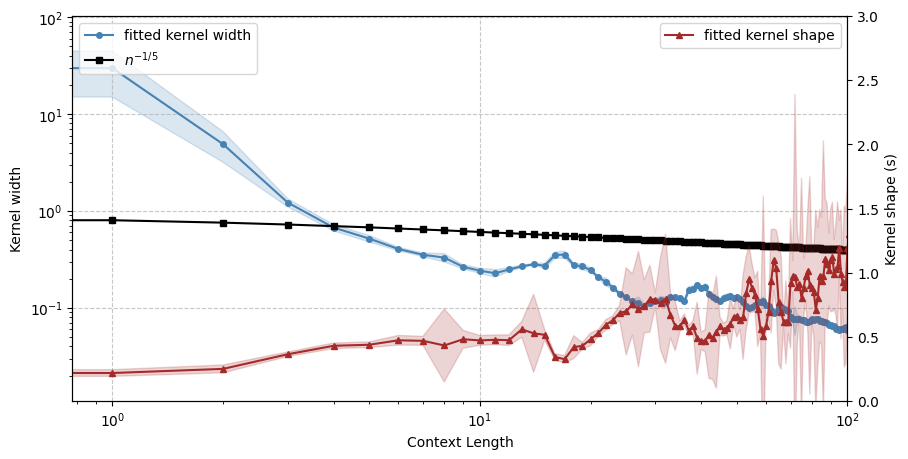 fitted kernel width
n^{-1/5}
fitted kernel shape
Kernel width
10^2
10^1
10^0
10^{-1}
3.0
2.5
2.0
1.5
1.0
0.5
0.0
Kernel shape (s)
10^0
10^1
10^2
Context Length